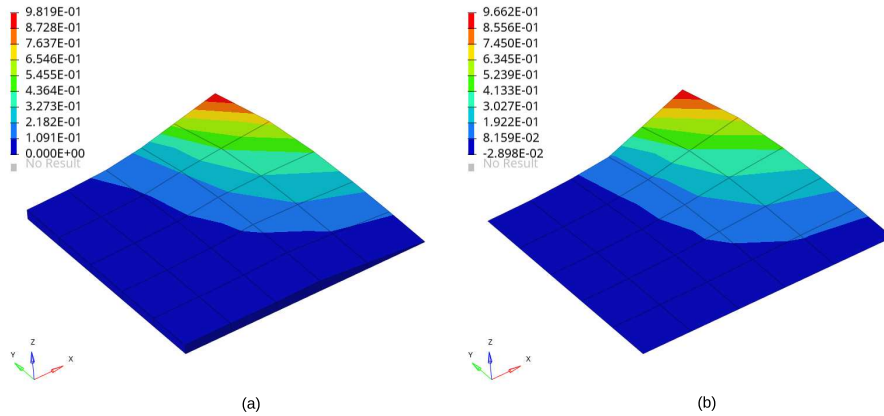 9.819E-01
8.728E-01
7.637E-01
6.546E-01
5.455E-01
4.364E-01
3.273E-01
2.182E-01
1.091E-01
0.000E+00
No Result
Z
Y
X
(a)
9.662E-01
8.556E-01
7.450E-01
6.345E-01
5.239E-01
4.133E-01
3.027E-01
1.922E-01
8.159E-02
-2.898E-02
No Result
Z
Y
X
(b)